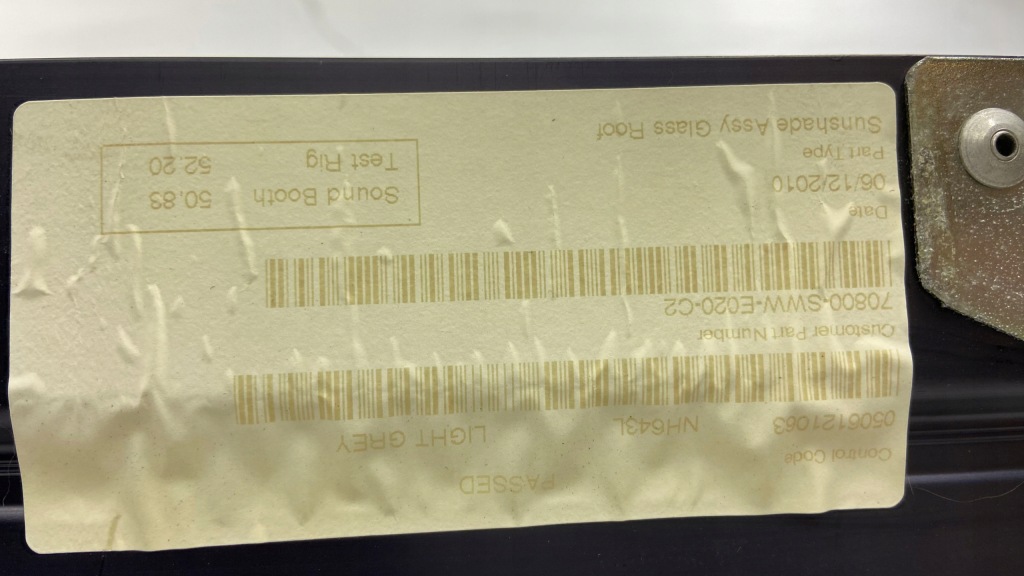 PASSED
Control Code
0506121063 NH643L LIGHT GREY
Customer Part Number
70800-SWW-E020-C2
Date
06/12/2010
Part Type
Sunshade Assy Glass Roof
Sound Booth 50.83
Test Rig 52.20